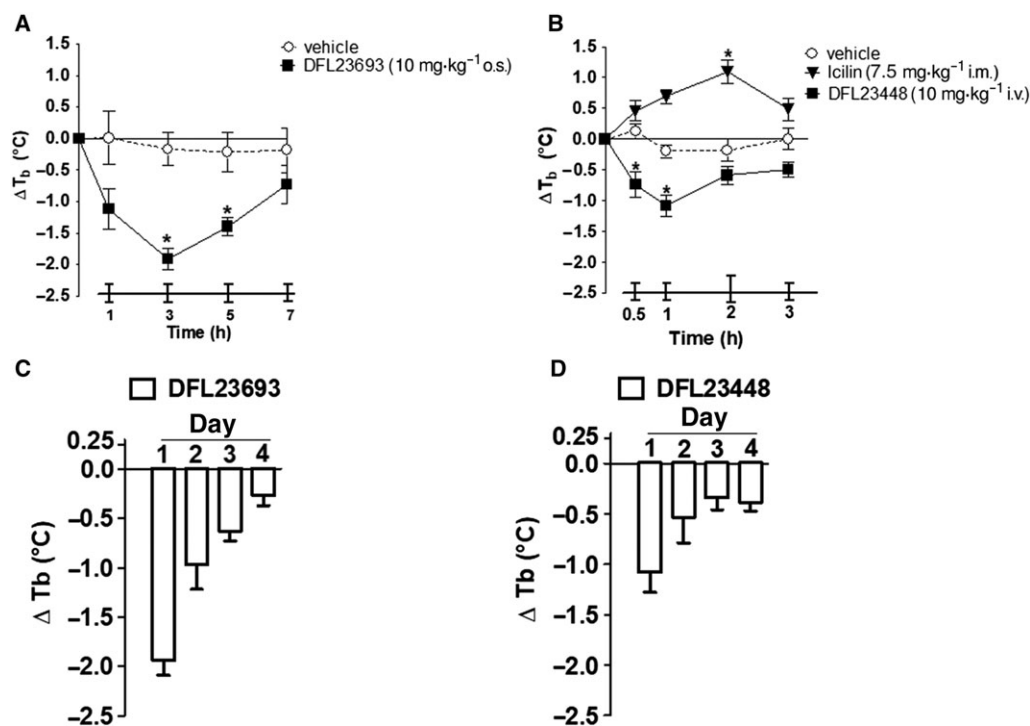 A
1.5
1.0
0.5
0.0
−0.5
−1.0
−1.5
−2.0
−2.5
Δ Tb (°C)
vehicle
DFL23693 (10 mg·kg−1 o.s.)
*
*
1 3 5 7
Time (h)
B
1.5
1.0
0.5
0.0
−0.5
−1.0
−1.5
−2.0
−2.5
Δ Tb (°C)
vehicle
Icilin (7.5 mg·kg−1 i.m.)
DFL23448 (10 mg·kg−1 i.v.)
*
*
*
0.5 1 2 3
Time (h)
C
DFL23693
Day
1 2 3 4
0.25
0.0
−0.5
−1.0
−1.5
−2.0
−2.5
Δ Tb (°C)
D
DFL23448
Day
1 2 3 4
0.25
0.0
−0.5
−1.0
−1.5
−2.0
−2.5
Δ Tb (°C)